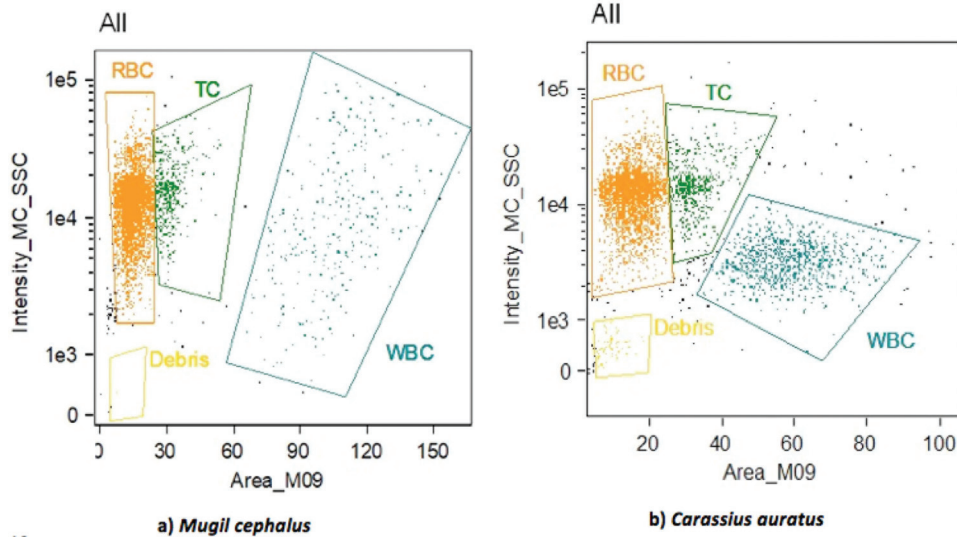 All
RBC
TC
WBC
Debris
Intensity_MC_SSC
1e5
1e4
1e3
0
0 30 60 90 120 150
Area_M09
a) Mugil cephalus
All
RBC
TC
WBC
Debris
Intensity_MC_SSC
1e5
1e4
1e3
0
20 40 60 80 100
Area_M09
b) Carassius auratus